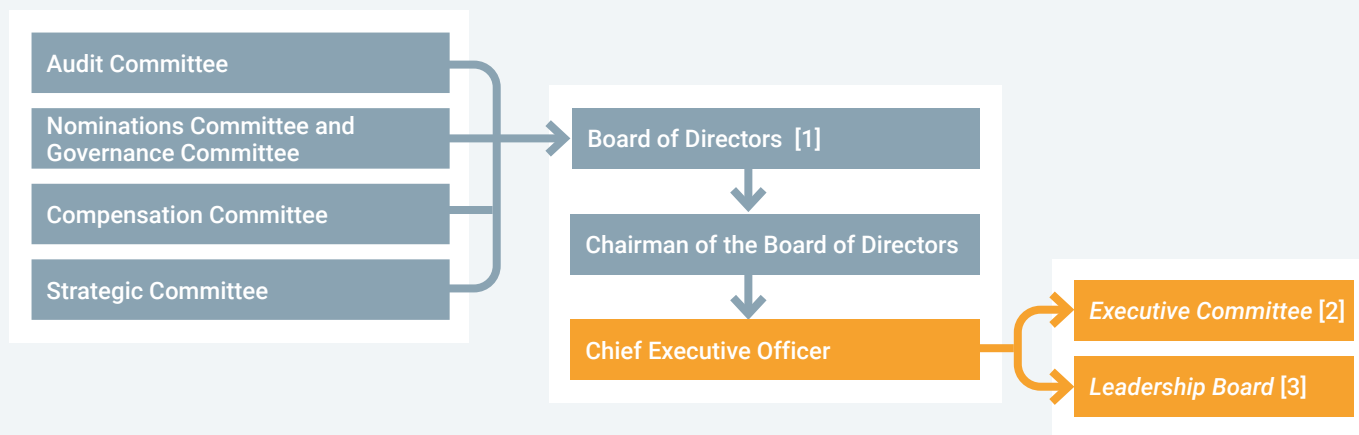 Audit Committee
Nominations Committee and
Governance Committee
Compensation Committee
Strategic Committee
Board of Directors [1]
Chairman of the Board of Directors
Chief Executive Officer
Executive Committee [2]
Leadership Board [3]